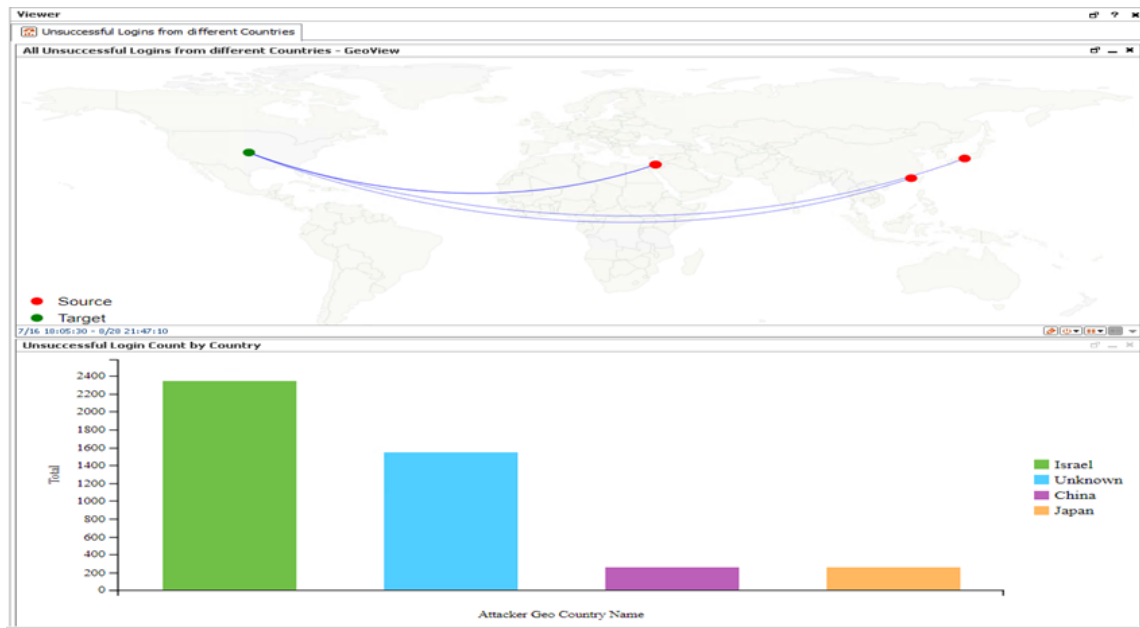 Viewer
Unsuccessful Logins from different Countries
All Unsuccessful Logins from different Countries - GeoView
Source
Target
7/16 18:05:30 - 8/28 21:47:10
Unsuccessful Login Count by Country
2400
2200
2000
1800
1600
1400
1200
1000
800
600
400
200
0
Total
Israel
Unknown
China
Japan
Attacker Geo Country Name